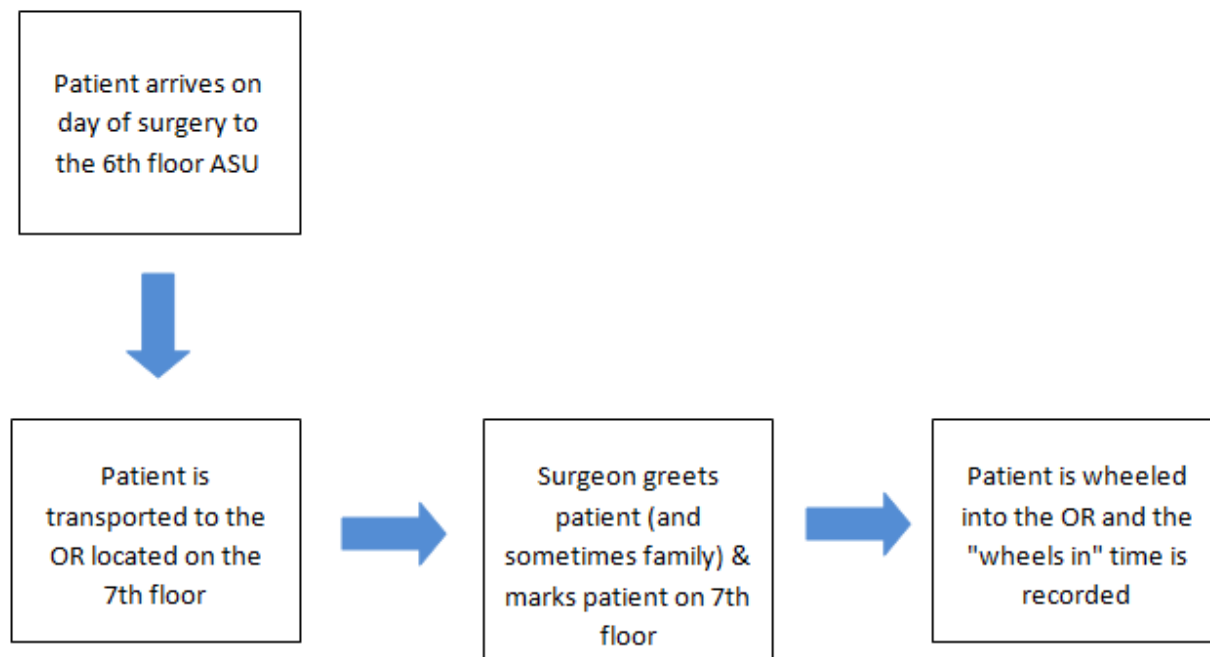 Patient arrives on
day of surgery to
the 6th floor ASU
Patient is
transported to the
OR located on the
7th floor
Surgeon greets
patient (and
sometimes family) &
marks patient on 7th
floor
Patient is wheeled
into the OR and the
"wheels in" time is
recorded